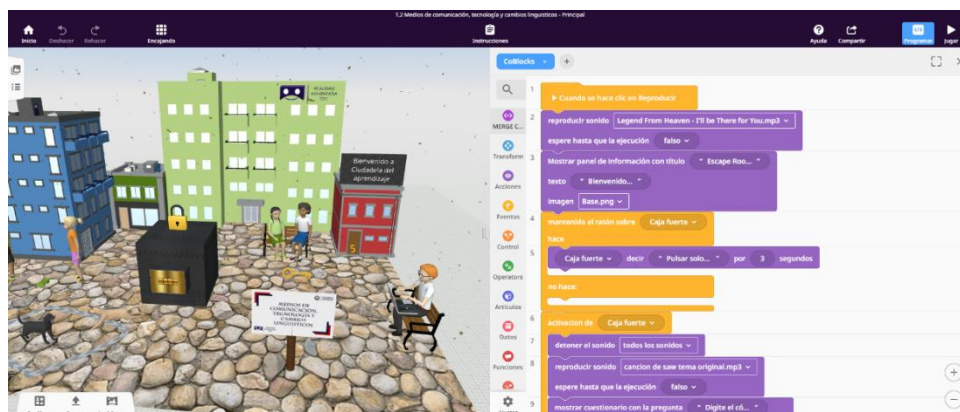 1.2 Medios de comunicación, tecnología y cambios linguisticos - Principal
Inicio
Deshacer
Rehacer
Encajando
Instrucciones
Ayuda
Compartir
Programas
Jugar
REALIDAD AUMENTADA
Bienvenido a
Ciudadela del
aprendizaje
5
MEDIOS DE
COMUNICACIÓN,
TECNOLOGÍA Y
CAMBIOS
LINGUISTICOS
CoBlocks
MERGE C...
Transform
Acciones
Eventos
Control
Operators
Artículos
Datos
Funciones
1
Cuando se hace clic en Reproducir
2
reproducir sonido Legend From Heaven - I'll be There for You.mp3
espere hasta que la ejecución falso
3
Mostrar panel de información con título " Escape Roo... "
texto " Bienvenido... "
imagen Base.png
4
mantenido el ratón sobre Caja fuerte
hace
5
Caja fuerte decir " Pulsar solo... " por 3 segundos
no hace:
6
activacion de Caja fuerte
7
detener el sonido todos los sonidos
8
reproducir sonido cancion de saw tema original.mp3
espere hasta que la ejecución falso
9
mostrar cuestionario con la pregunta " Digite el có... "